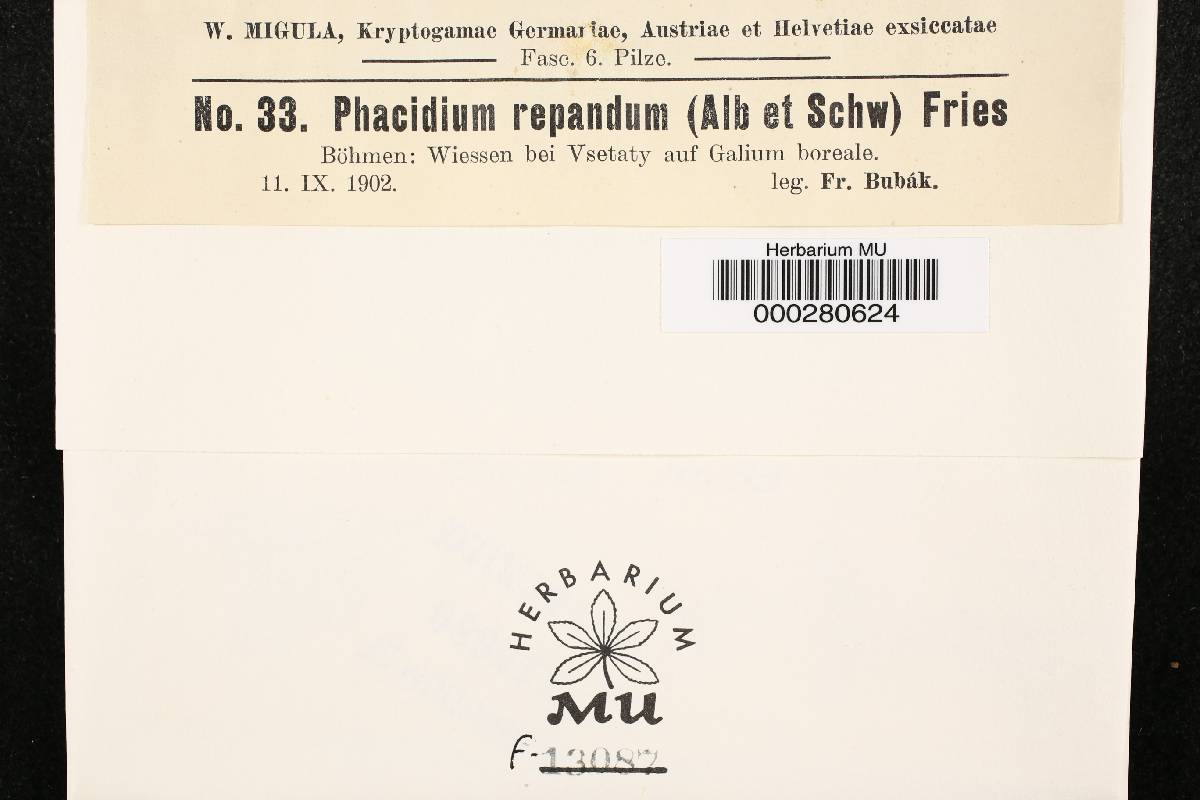 W. MIGULA, Kryptogamae Germaniae, Austriae et Helvetiae exsiccatae
Fasc. 6. Pilze.
No. 33. Phacidium repandum (Alb et Schw) Fries
Böhmen: Wiessen bei Vsetaty auf Galium boreale.
11. IX. 1902. leg. Fr. Bubák.
Herbarium MU
000280624
HERBARIUM
MU
F-13087